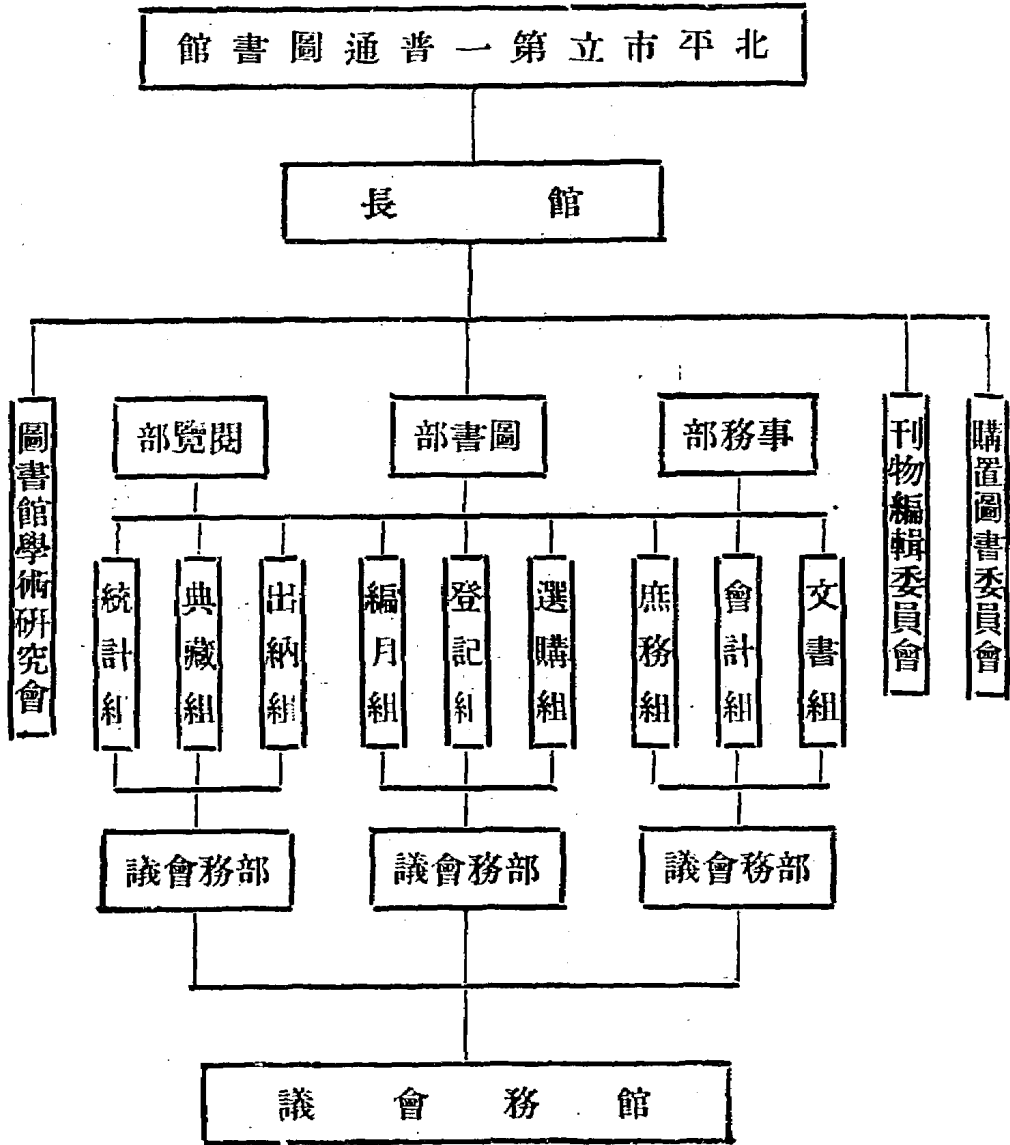 北平市立第一普通圖書館
館長
購置圖書委員會
刊物編輯委員會
事務部
圖書部
閱覽部
圖書館學術研究會
文書組
會計組
庶務組
選購組
登記組
編月組
出納組
典藏組
統計組
部務會議
部務會議
部務會議
館務會議